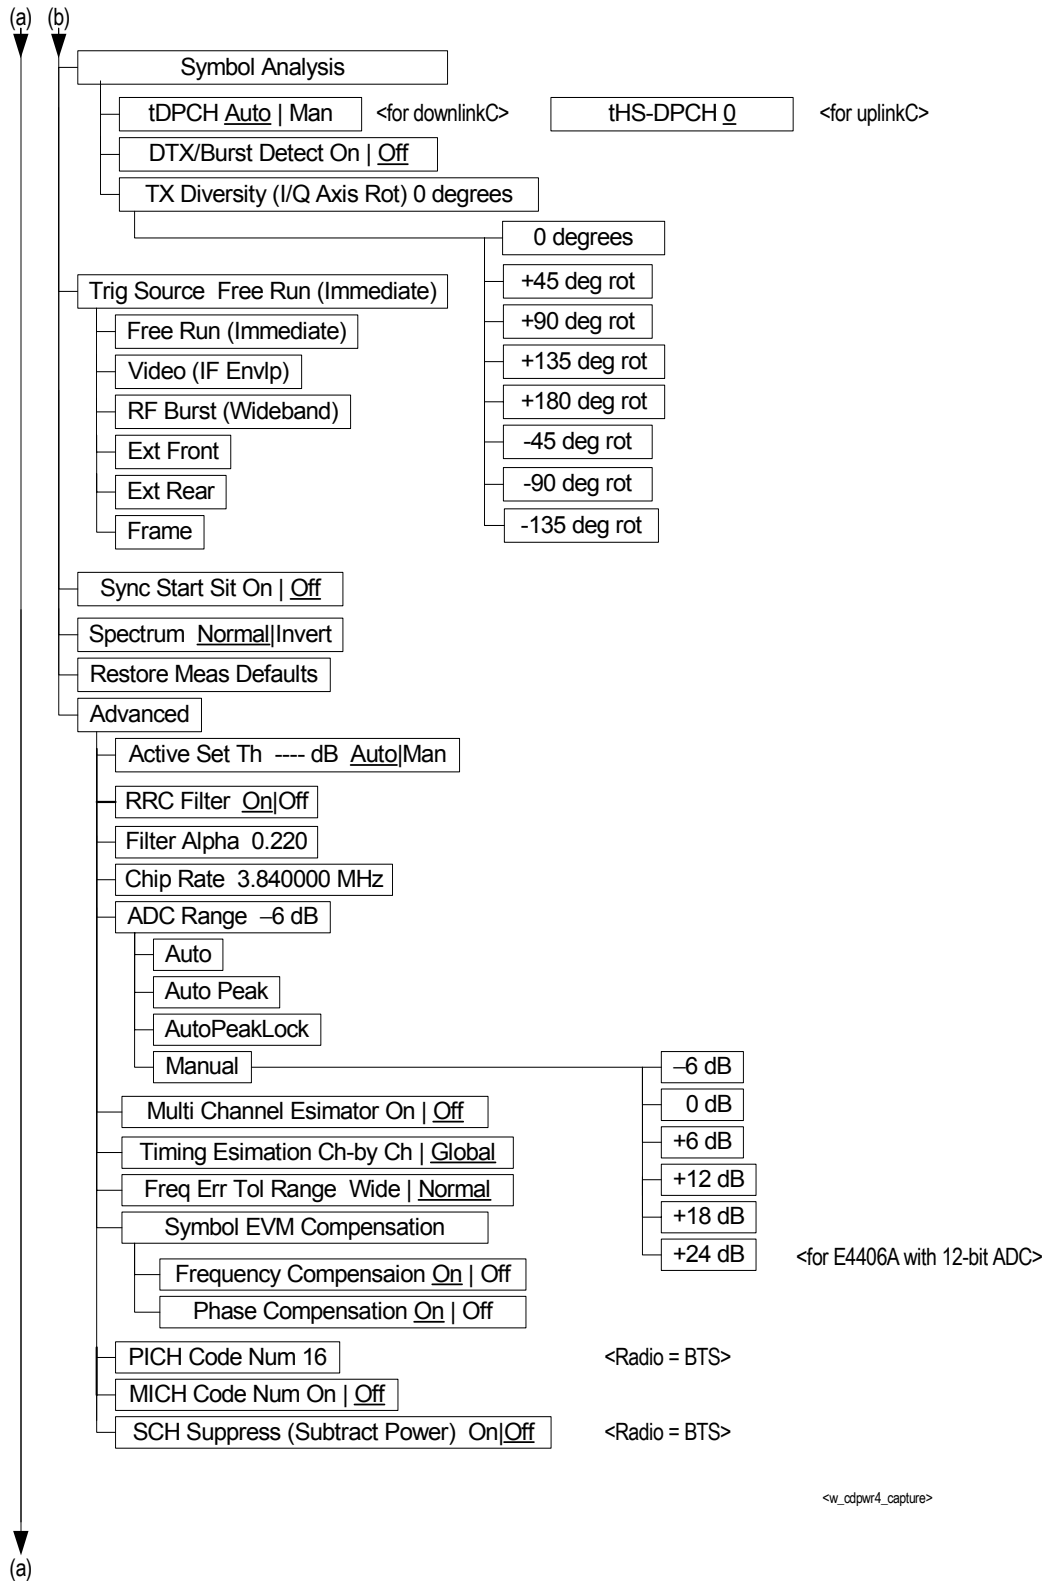 (a) (b)
Symbol Analysis
tDPCH Auto | Man <for downlinkC> tHS-DPCH 0 <for uplinkC>
DTX/Burst Detect On | Off
TX Diversity (I/Q Axis Rot) 0 degrees
0 degrees
+45 deg rot
+90 deg rot
+135 deg rot
+180 deg rot
-45 deg rot
-90 deg rot
-135 deg rot
Trig Source Free Run (Immediate)
Free Run (Immediate)
Video (IF Envlp)
RF Burst (Wideband)
Ext Front
Ext Rear
Frame
Sync Start Sit On | Off
Spectrum Normal|Invert
Restore Meas Defaults
Advanced
Active Set Th ---- dB Auto|Man
RRC Filter On|Off
Filter Alpha 0.220
Chip Rate 3.840000 MHz
ADC Range –6 dB
Auto
Auto Peak
AutoPeakLock
Manual
–6 dB
0 dB
+6 dB
+12 dB
+18 dB
+24 dB <for E4406A with 12-bit ADC>
Multi Channel Esimator On | Off
Timing Esimation Ch-by Ch | Global
Freq Err Tol Range Wide | Normal
Symbol EVM Compensation
Frequency Compensaion On | Off
Phase Compensation On | Off
PICH Code Num 16 <Radio = BTS>
MICH Code Num On | Off
SCH Suppress (Subtract Power) On|Off <Radio = BTS>
<w_cdpwr4_capture>
(a)